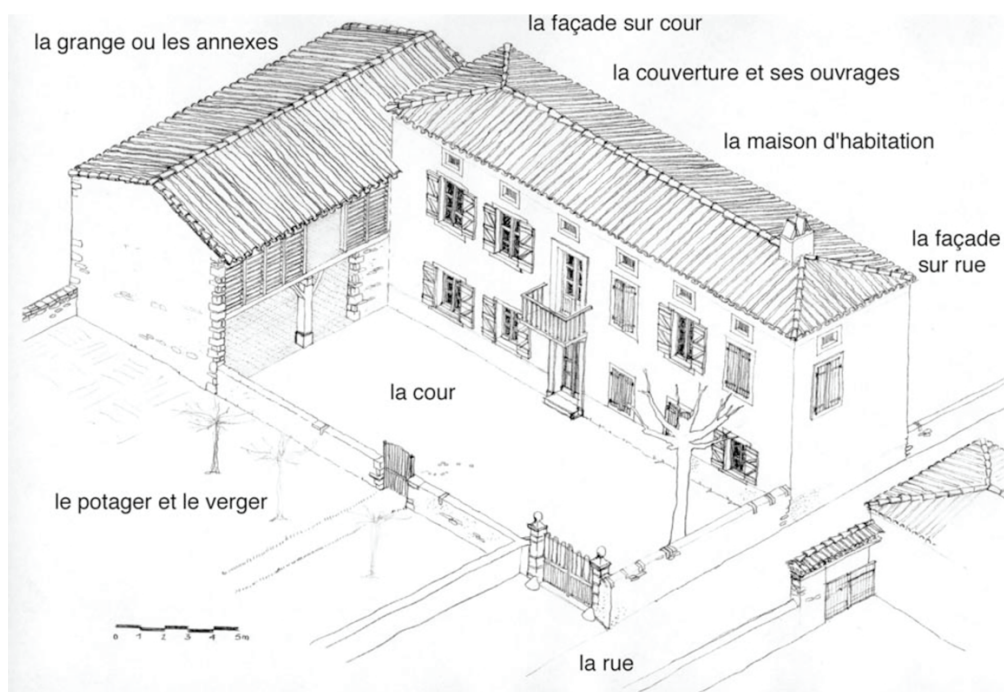 la façade sur cour
la grange ou les annexes
la couverture et ses ouvrages
la maison d'habitation
la façade
sur rue
la cour
le potager et le verger
0 1 2 3 4 5m
la rue